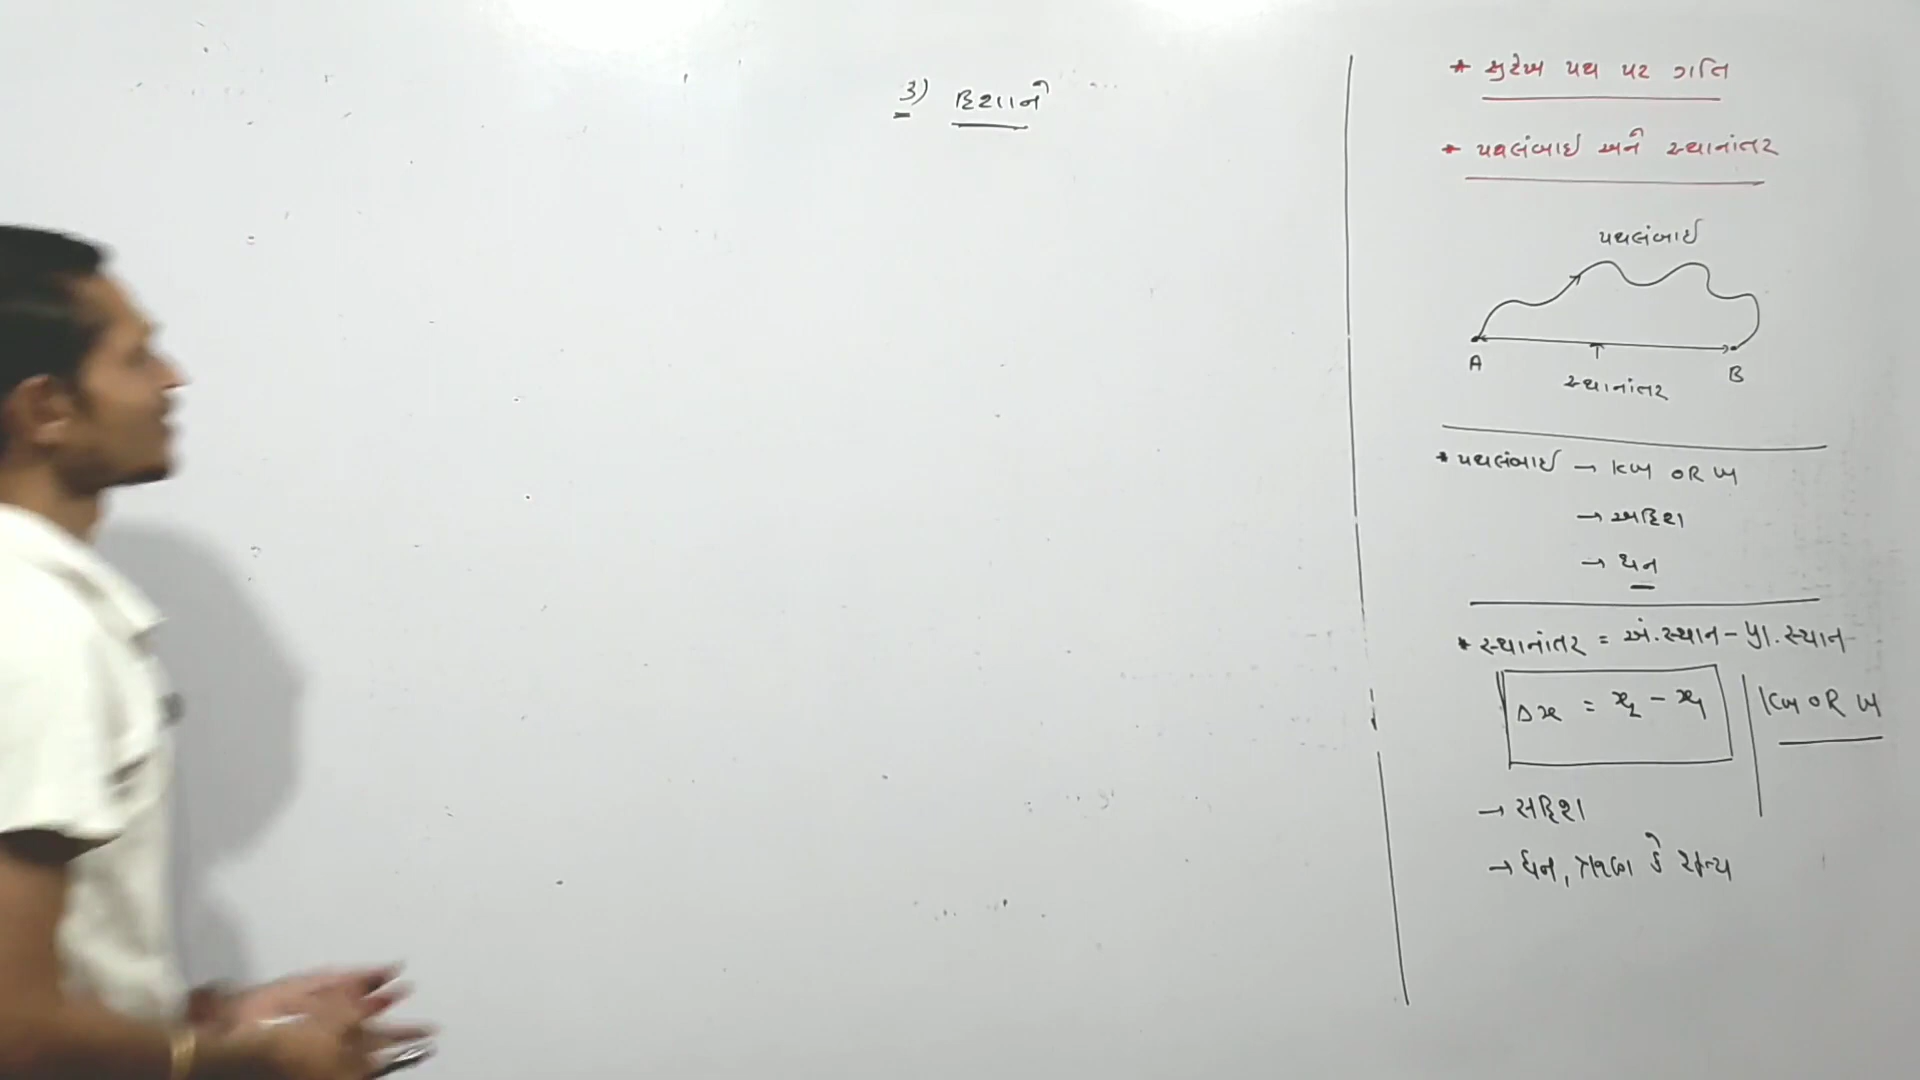 3) દિશાને
* સુરેખ પથ પર ગતિ
* પથલંબાઈ અને સ્થાનાંતર
પથલંબાઈ
A
B
સ્થાનાંતર
* પથલંબાઈ → km OR m
→ અદિશ
→ ધન
* સ્થાનાંતર = અં.સ્થાન - પ્રા.સ્થાન
Δx = x₂ - x₁
km OR m
→ સદિશ
→ ધન, ઋણ કે શૂન્ય